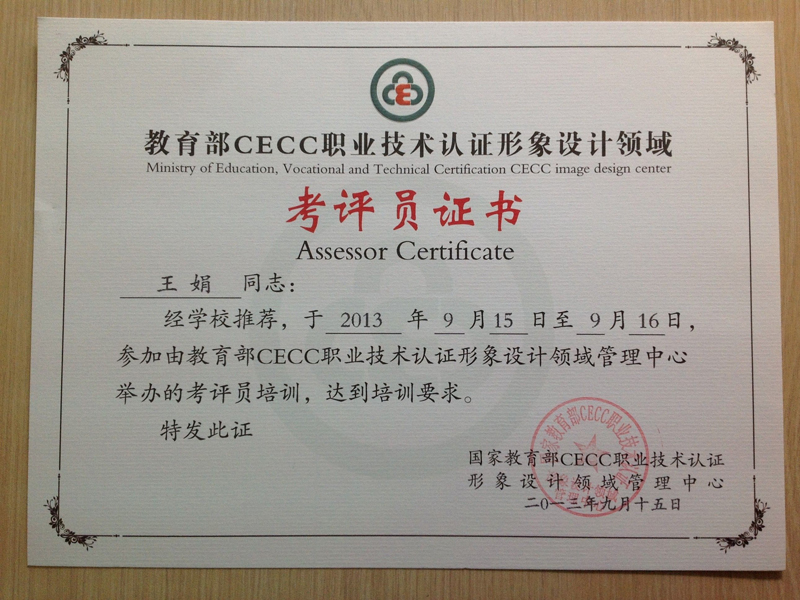 教育部CECC职业技术认证形象设计领域
Ministry of Education, Vocational and Technical Certification CECC image design center
考评员证书
Assessor Certificate
王娟 同志：
经学校推荐，于 2013 年 9 月15 日至 9 月 16日，
参加由教育部CECC职业技术认证形象设计领域管理中心
举办的考评员培训，达到培训要求。
特发此证
国家教育部CECC职业技术认证
形象设计领域管理中心
二0一三年九月十五日